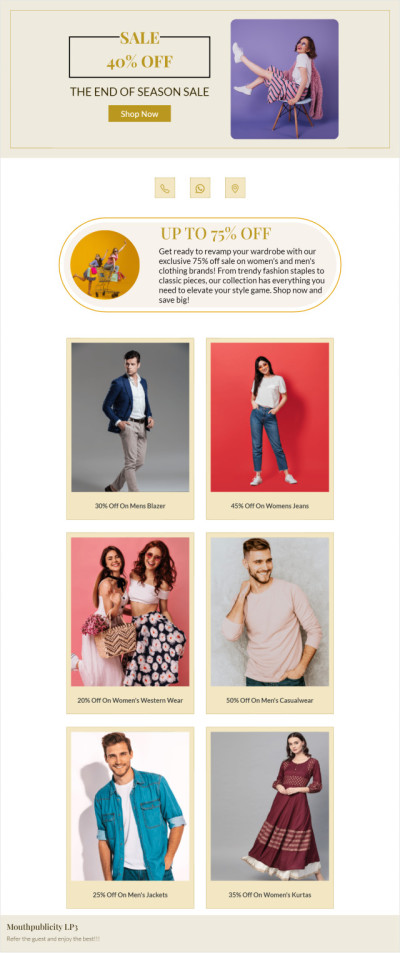 SALE
40% OFF
THE END OF SEASON SALE
Shop Now
UP TO 75% OFF
Get ready to revamp your wardrobe with our
exclusive 75% off sale on women's and men's
clothing brands! From trendy fashion staples to
classic pieces, our collection has everything you
need to elevate your style game. Shop now and
save big!
30% Off On Mens Blazer
45% Off On Womens Jeans
20% Off On Women's Western Wear
50% Off On Men's Casualwear
25% Off On Men's Jackets
35% Off On Women's Kurtas
Mouthpublicity LP3
Refer the guest and enjoy the best!!!